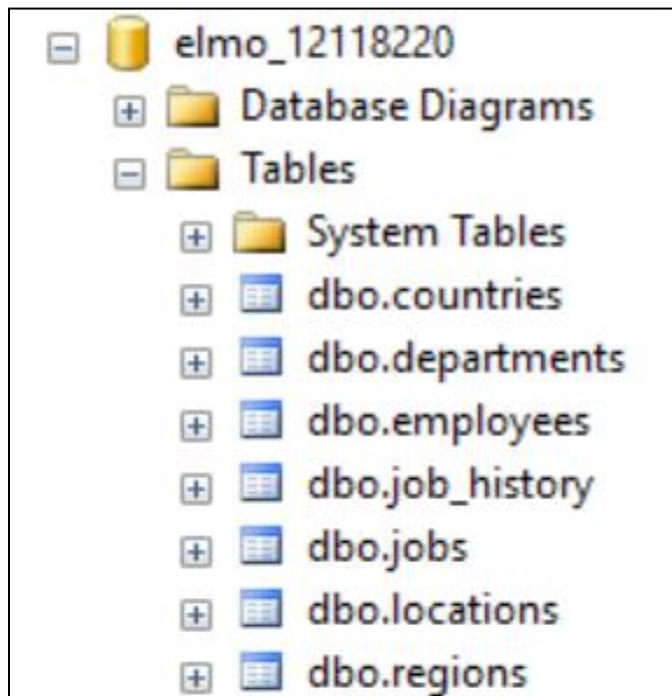 elmo_12118220
Database Diagrams
Tables
System Tables
dbo.countries
dbo.departments
dbo.employees
dbo.job_history
dbo.jobs
dbo.locations
dbo.regions